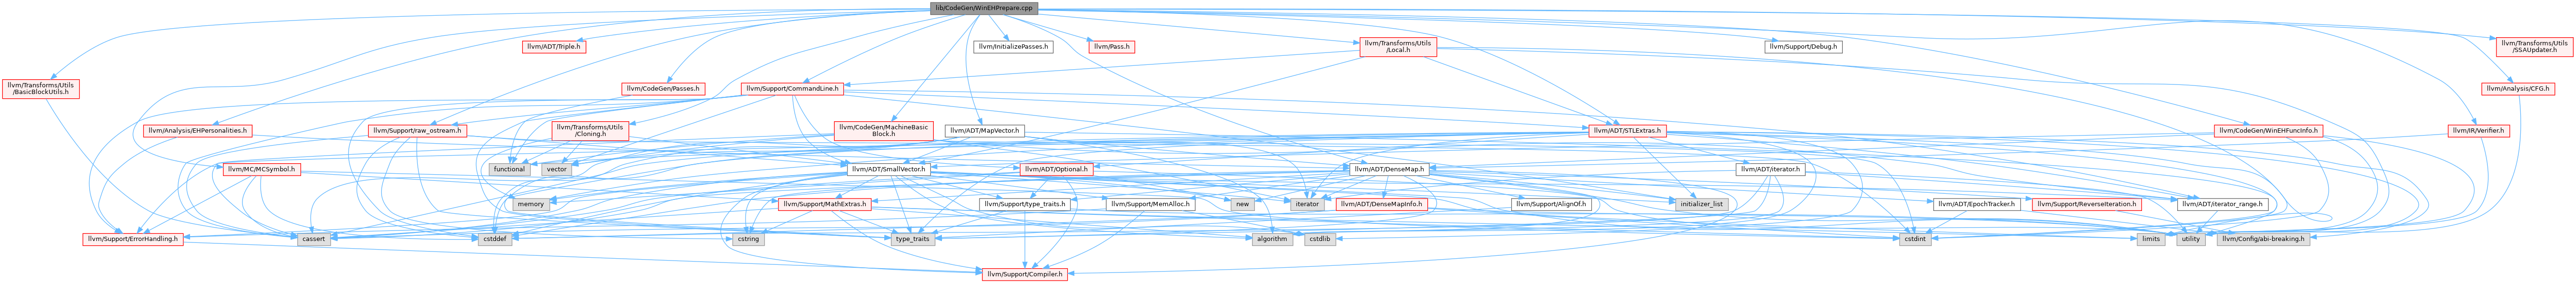 lib/CodeGen/WinEHPrepare.cpp
llvm/ADT/Triple.h
llvm/InitializePasses.h
llvm/Pass.h
llvm/Transforms/Utils
/Local.h
llvm/Support/Debug.h
llvm/Transforms/Utils
/SSAUpdater.h
llvm/Transforms/Utils
/BasicBlockUtils.h
llvm/CodeGen/Passes.h
llvm/Support/CommandLine.h
llvm/Analysis/CFG.h
llvm/Analysis/EHPersonalities.h
llvm/Support/raw_ostream.h
llvm/Transforms/Utils
/Cloning.h
llvm/CodeGen/MachineBasic
Block.h
llvm/ADT/MapVector.h
llvm/ADT/STLExtras.h
llvm/CodeGen/WinEHFuncInfo.h
llvm/IR/Verifier.h
llvm/MC/MCSymbol.h
functional
vector
llvm/ADT/SmallVector.h
llvm/ADT/Optional.h
llvm/ADT/DenseMap.h
llvm/ADT/iterator.h
memory
llvm/Support/MathExtras.h
llvm/Support/type_traits.h
llvm/Support/MemAlloc.h
new
iterator
llvm/ADT/DenseMapInfo.h
llvm/Support/AlignOf.h
initializer_list
llvm/ADT/EpochTracker.h
llvm/Support/ReverseIteration.h
llvm/ADT/iterator_range.h
llvm/Support/ErrorHandling.h
cassert
cstddef
cstring
type_traits
algorithm
cstdlib
cstdint
limits
utility
llvm/Config/abi-breaking.h
llvm/Support/Compiler.h